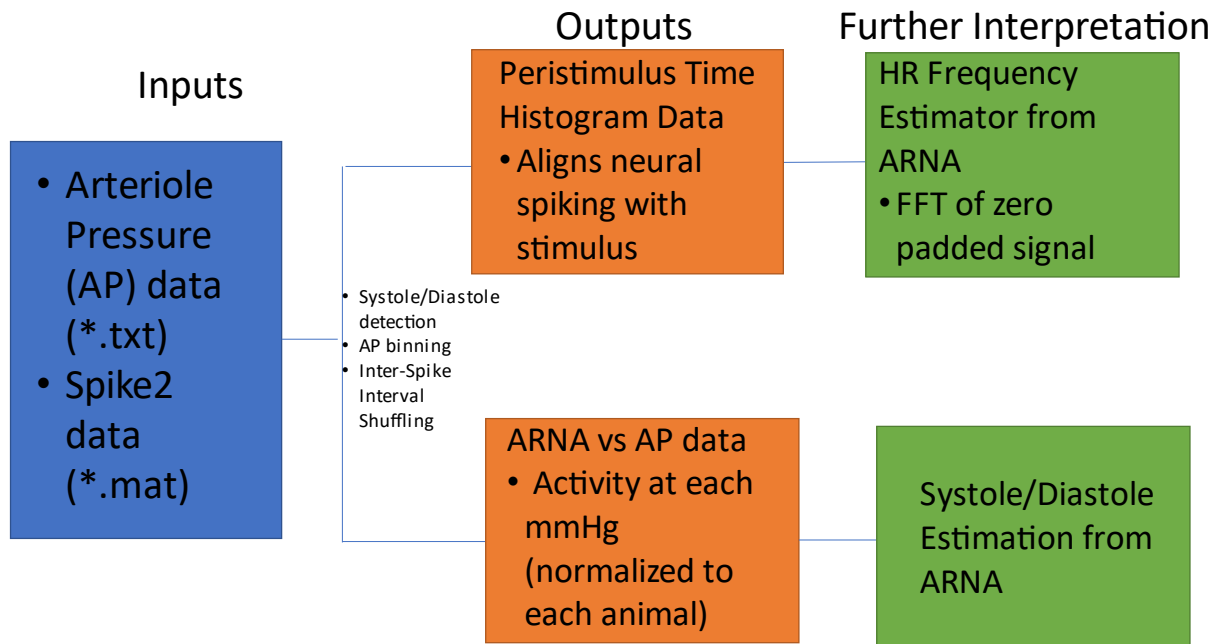 Inputs
• Arteriole
Pressure
(AP) data
(*.txt)
• Spike2
data
(*.mat)
• Systole/Diastole
detection
• AP binning
• Inter-Spike
Interval
Shuffling
Outputs
Peristimulus Time
Histogram Data
• Aligns neural
spiking with
stimulus
ARNA vs AP data
• Activity at each
mmHg
(normalized to
each animal)
Further Interpretation
HR Frequency
Estimator from
ARNA
• FFT of zero
padded signal
Systole/Diastole
Estimation from
ARNA